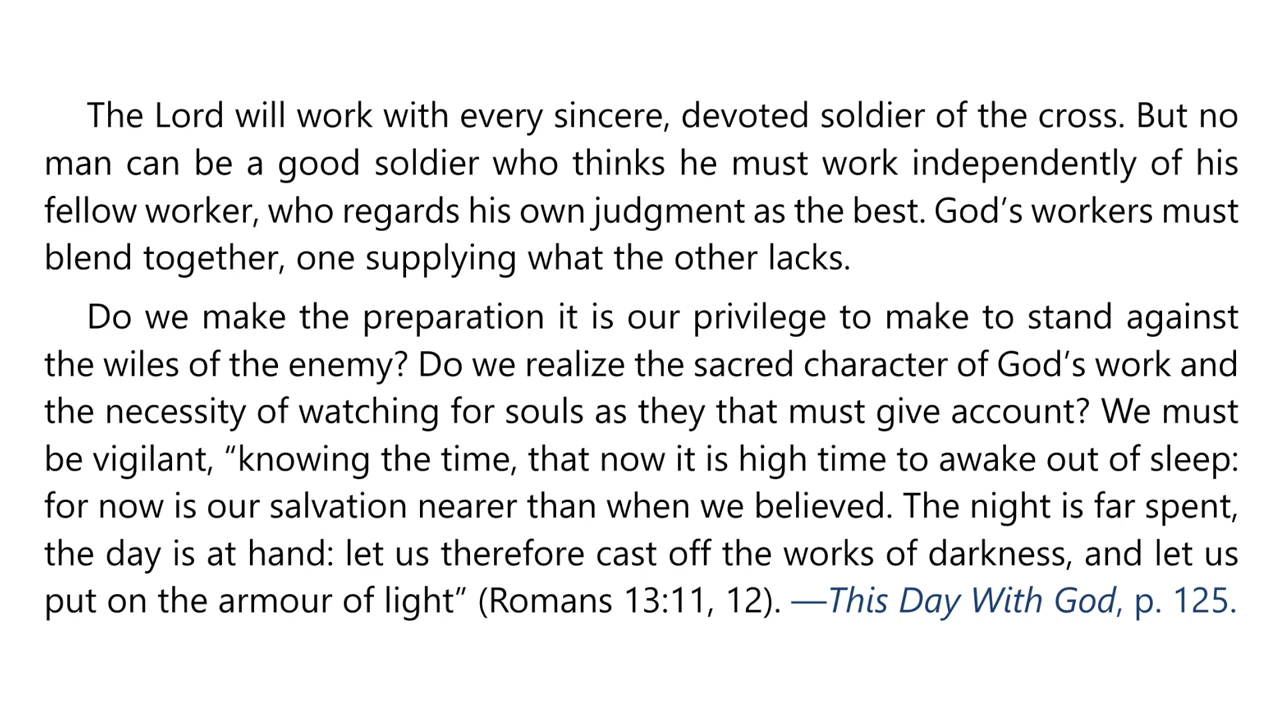 The Lord will work with every sincere, devoted soldier of the cross. But no
man can be a good soldier who thinks he must work independently of his
fellow worker, who regards his own judgment as the best. God’s workers must
blend together, one supplying what the other lacks.
Do we make the preparation it is our privilege to make to stand against
the wiles of the enemy? Do we realize the sacred character of God’s work and
the necessity of watching for souls as they that must give account? We must
be vigilant, “knowing the time, that now it is high time to awake out of sleep:
for now is our salvation nearer than when we believed. The night is far spent,
the day is at hand: let us therefore cast off the works of darkness, and let us
put on the armour of light” (Romans 13:11, 12). —This Day With God, p. 125.